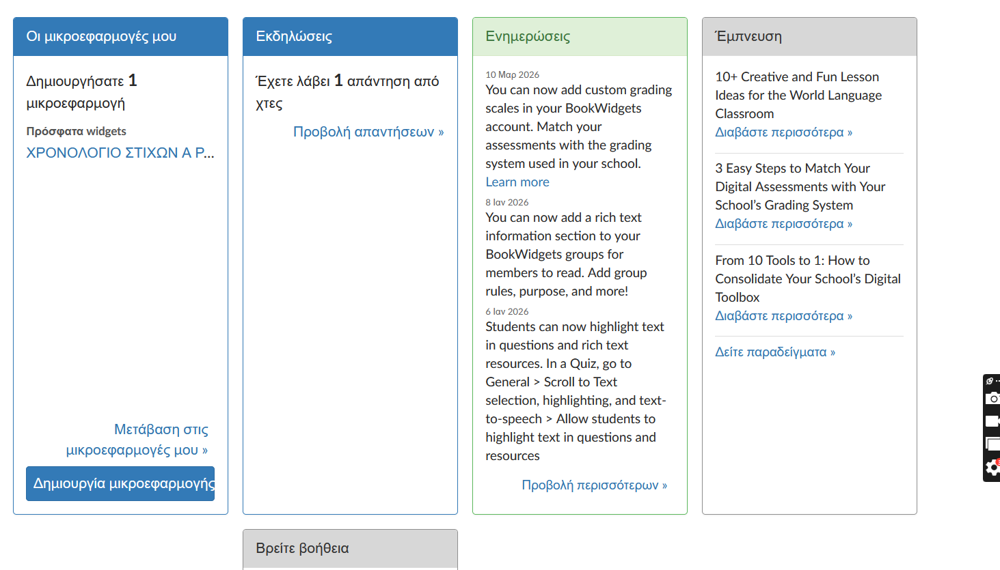 Οι μικροεφαρμογές μου
Δημιουργήσατε 1
μικροεφαρμογή
Πρόσφατα widgets
ΧΡΟΝΟΛΟΓΙΟ ΣΤΙΧΩΝ Α Ρ...
Μετάβαση στις
μικροεφαρμογές μου »
Δημιουργία μικροεφαρμογής
Εκδηλώσεις
Έχετε λάβει 1 απάντηση από
χτες
Προβολή απαντήσεων »
Ενημερώσεις
10 Μαρ 2026
You can now add custom grading
scales in your BookWidgets
account. Match your
assessments with the grading
system used in your school.
Learn more
8 Ιαν 2026
You can now add a rich text
information section to your
BookWidgets groups for
members to read. Add group
rules, purpose, and more!
6 Ιαν 2026
Students can now highlight text
in questions and rich text
resources. In a Quiz, go to
General > Scroll to Text
selection, highlighting, and text-
to-speech > Allow students to
highlight text in questions and
resources
Προβολή περισσότερων »
Έμπνευση
10+ Creative and Fun Lesson
Ideas for the World Language
Classroom
Διαβάστε περισσότερα »
3 Easy Steps to Match Your
Digital Assessments with Your
School’s Grading System
Διαβάστε περισσότερα »
From 10 Tools to 1: How to
Consolidate Your School’s Digital
Toolbox
Διαβάστε περισσότερα »
Δείτε παραδείγματα »
Βρείτε βοήθεια